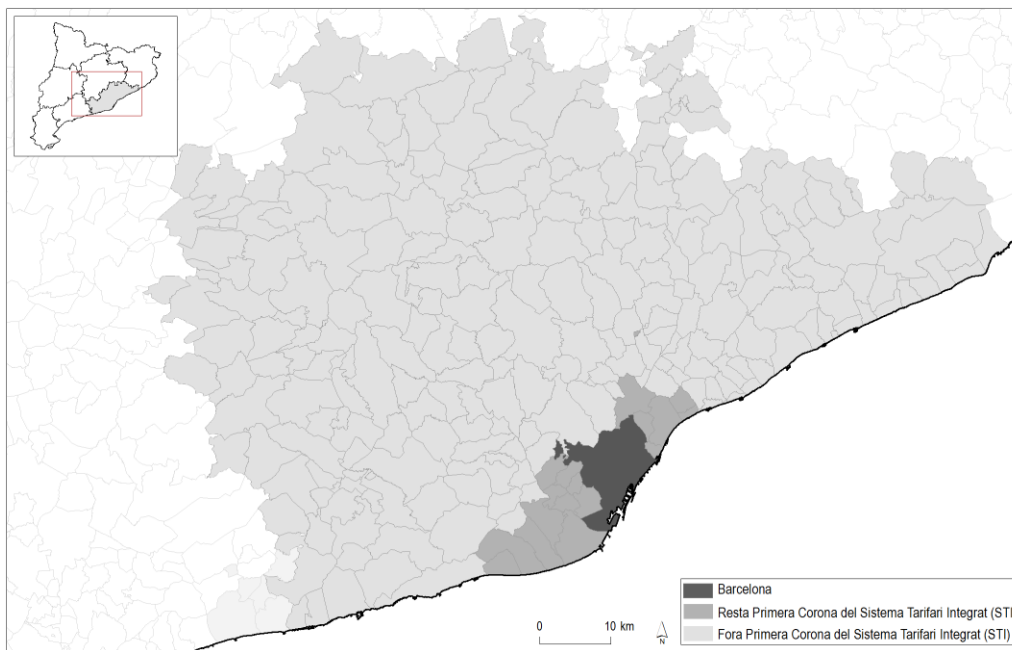 Barcelona
Resta Primera Corona del Sistema Tarifari Integrat (STI
Fora Primera Corona del Sistema Tarifari Integrat (STI)
0 10 km
N